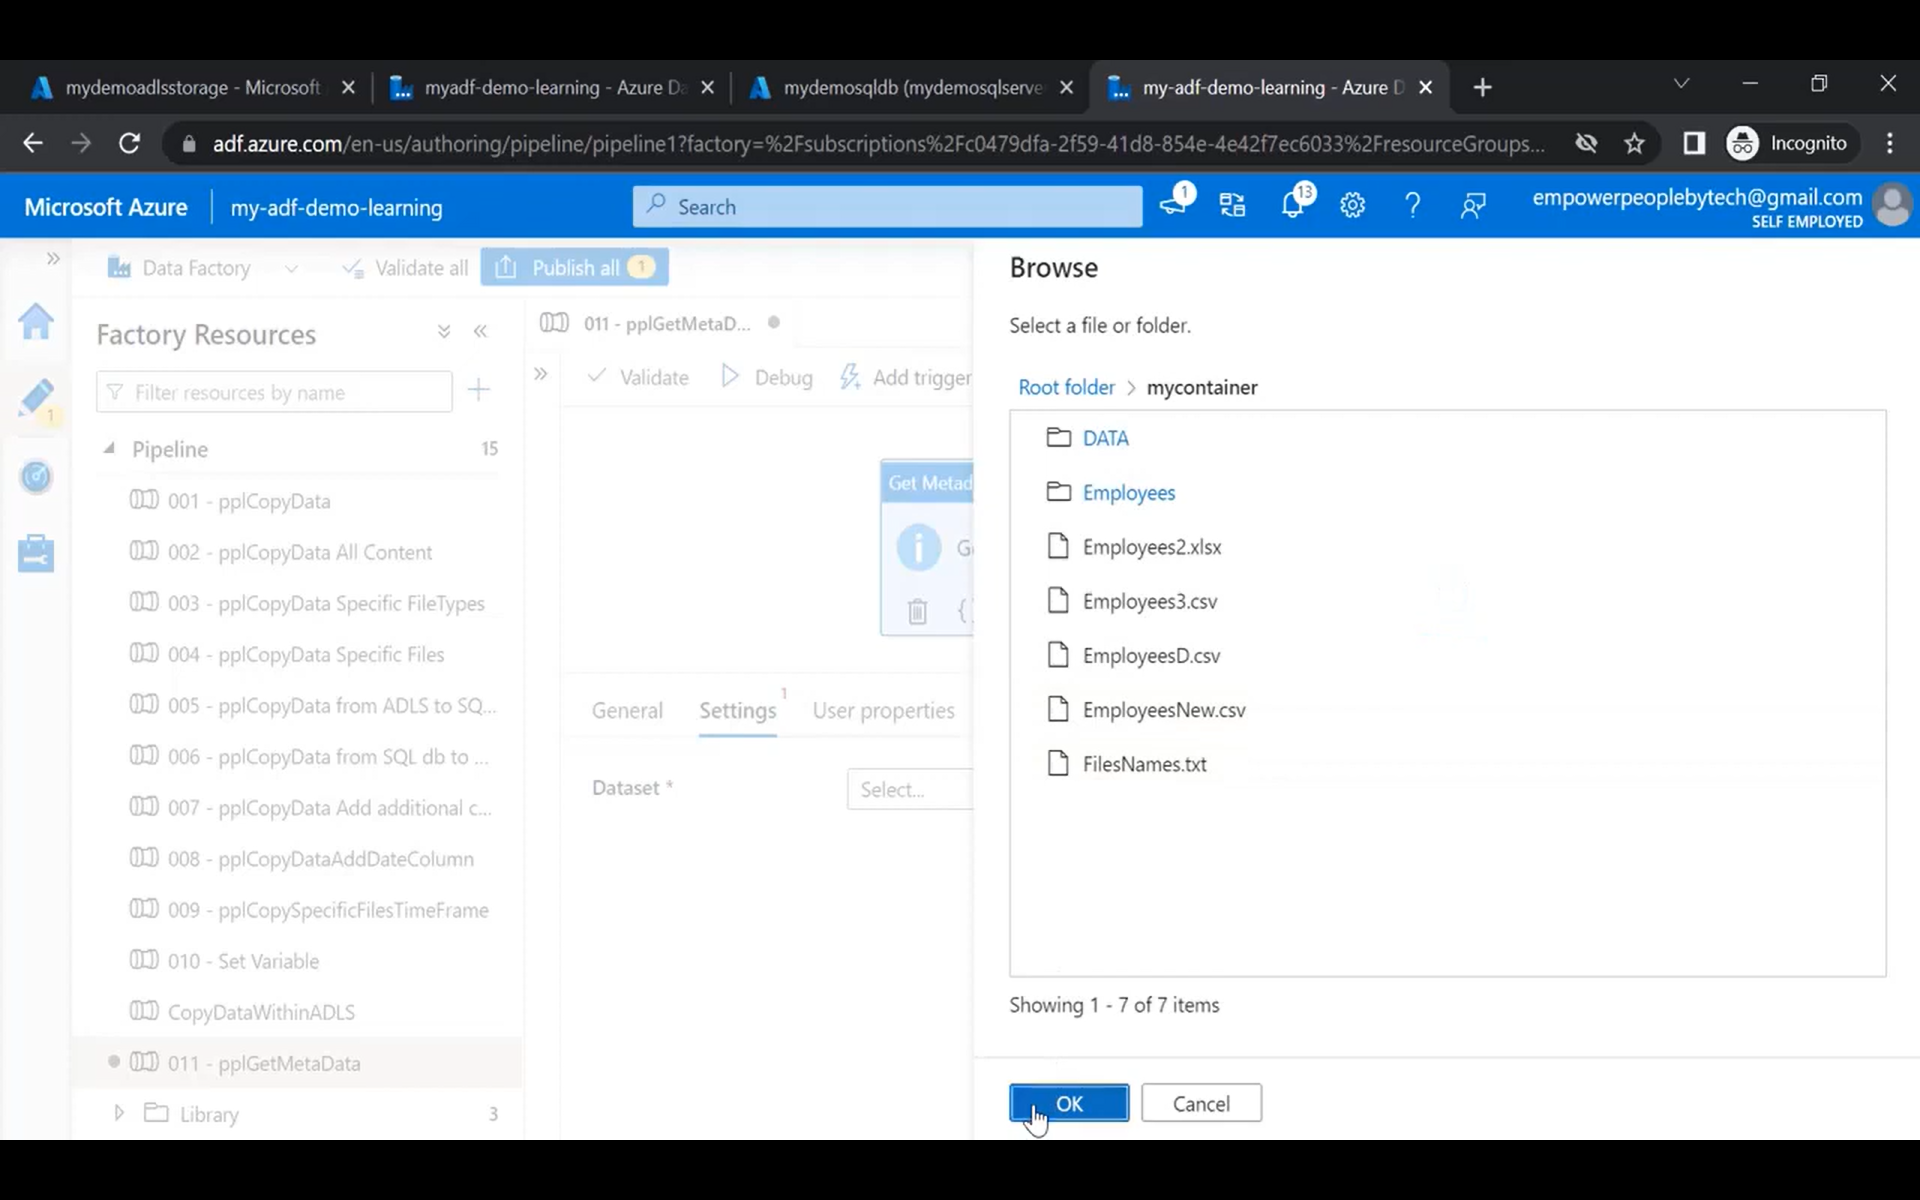 mydemoadlsstorage - Microsoft
myadf-demo-learning - Azure Da
mydemosqldb (mydemosqlserve
my-adf-demo-learning - Azure D
adf.azure.com/en-us/authoring/pipeline/pipeline1?factory=%2Fsubscriptions%2Fc0479dfa-2f59-41d8-854e-4e42f7ec6033%2FresourceGroups...
Incognito
Microsoft Azure
my-adf-demo-learning
Search
1
13
empowerpeoplebytech@gmail.com
SELF EMPLOYED
Data Factory
Validate all
Publish all 1
1
Factory Resources
Filter resources by name
Pipeline 15
001 - pplCopyData
002 - pplCopyData All Content
003 - pplCopyData Specific FileTypes
004 - pplCopyData Specific Files
005 - pplCopyData from ADLS to SQ...
006 - pplCopyData from SQL db to ...
007 - pplCopyData Add additional c...
008 - pplCopyDataAddDateColumn
009 - pplCopySpecificFilesTimeFrame
010 - Set Variable
CopyDataWithinADLS
011 - pplGetMetaData
Library 3
011 - pplGetMetaD...
Validate
Debug
Add trigger
Get Metad
Ge
General
Settings 1
User properties
Dataset *
Select...
Browse
Select a file or folder.
Root folder > mycontainer
DATA
Employees
Employees2.xlsx
Employees3.csv
EmployeesD.csv
EmployeesNew.csv
FilesNames.txt
Showing 1 - 7 of 7 items
OK
Cancel